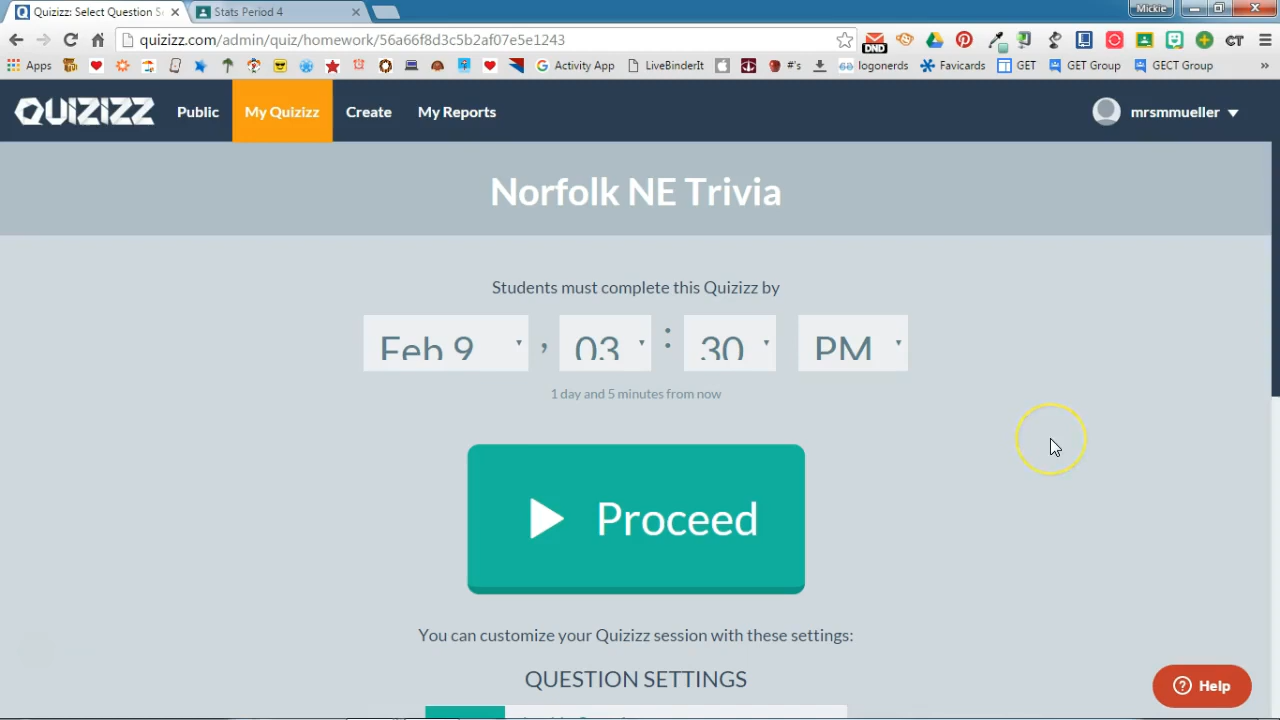 Quizizz: Select Question S
Stats Period 4
Mickie
quizizz.com/admin/quiz/homework/56a66f8d3c5b2af07e5e1243
DND
CT
Apps
Activity App
LiveBinderIt
#'s
logonerds
Favicards
GET
GET Group
GECT Group
»
QUIZIZZ
Public
My Quizizz
Create
My Reports
mrsmmueller
Norfolk NE Trivia
Students must complete this Quizizz by
Feb 9 , 03 : 30 PM
1 day and 5 minutes from now
Proceed
You can customize your Quizizz session with these settings:
QUESTION SETTINGS
Help